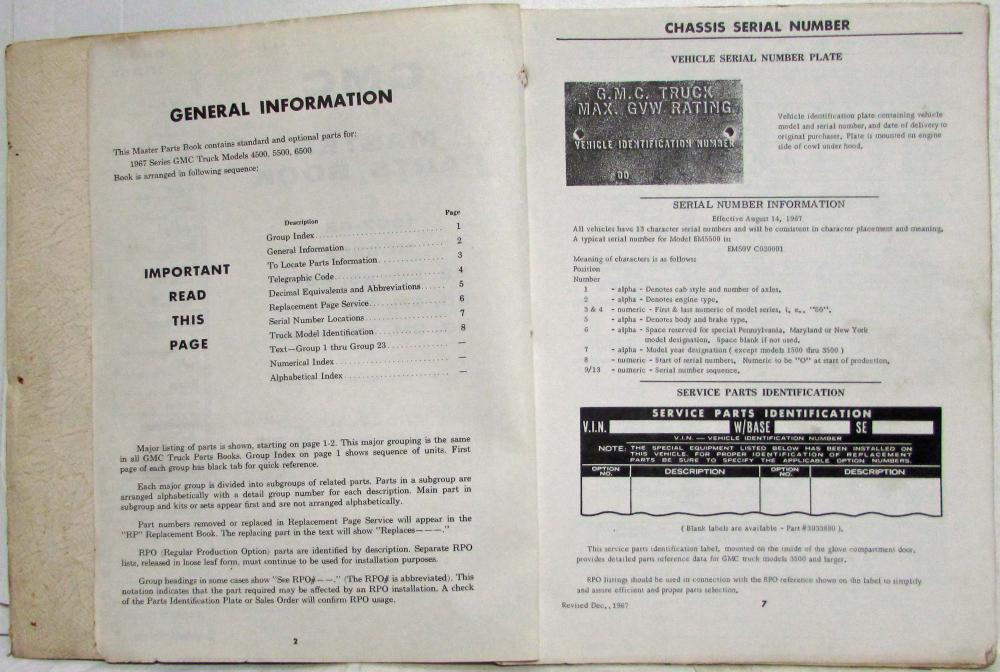 GENERAL INFORMATION
This Master Parts Book contains standard and optional parts for:
1967 Series GMC Truck Models 4500, 5500, 6500
Book is arranged in following sequence:
IMPORTANT
READ
THIS
PAGE
Description Page
Group Index 1
General Information 2
To Locate Parts Information 3
Telegraphic Code 4
Decimal Equivalents and Abbreviations 5
Replacement Page Service 6
Serial Number Locations 7
Truck Model Identification 8
Text—Group 1 thru Group 23 —
Numerical Index —
Alphabetical Index —
Major listing of parts is shown, starting on page 1-2. This major grouping is the same
in all GMC Truck Parts Books. Group Index on page 1 shows sequence of units. First
page of each group has black tab for quick reference.
Each major group is divided into subgroups of related parts. Parts in a subgroup are
arranged alphabetically with a detail group number for each description. Main part in
subgroup and kits or sets appear first and are not arranged alphabetically.
Part numbers removed or replaced in Replacement Page Service will appear in the
"RP" Replacement Book. The replacing part in the text will show "Replaces— — —."
RPO (Regular Production Option) parts are identified by description. Separate RPO
lists, released in loose leaf form, must continue to be used for installation purposes.
Group headings in some cases show "See RPO# — —." (The RPO# is abbreviated). This
notation indicates that the part required may be affected by an RPO installation. A check
of the Parts Identification Plate or Sales Order will confirm RPO usage.
2
CHASSIS SERIAL NUMBER
VEHICLE SERIAL NUMBER PLATE
G.M.C. TRUCK
MAX. GVW RATING
VEHICLE IDENTIFICATION NUMBER
00
Vehicle identification plate containing vehicle
model and serial number, and date of delivery to
original purchaser. Plate is mounted on engine
side of cowl under hood.
SERIAL NUMBER INFORMATION
Effective August 14, 1967
All vehicles have 13 character serial numbers and will be consistent in character placement and meaning.
A typical serial number for Model EM5500 is:
EM50V C020001
Meaning of characters is as follows:
Position
Number
1 - alpha - Denotes cab style and number of axles.
2 - alpha - Denotes engine type.
3 & 4 - numeric - First & last numeric of model series, i. e., "50".
5 - alpha - Denotes body and brake type.
6 - alpha - Space reserved for special Pennsylvania, Maryland or New York
model designation. Space blank if not used.
7 - alpha - Model year designation ( except models 1500 thru 3500 )
8 - numeric - Start of serial numbers. Numeric to be "O" at start of production.
9/13 - numeric - Serial number sequence.
SERVICE PARTS IDENTIFICATION
SERVICE PARTS IDENTIFICATION
V.I.N. W/BASE SE
V.I.N. — VEHICLE IDENTIFICATION NUMBER
NOTE: THE SPECIAL EQUIPMENT LISTED BELOW HAS BEEN INSTALLED ON
THIS VEHICLE. FOR PROPER IDENTIFICATION OF REPLACEMENT
PARTS BE SURE TO SPECIFY THE APPLICABLE OPTION NUMBERS.
OPTION NO. DESCRIPTION OPTION NO. DESCRIPTION
( Blank labels are available - Part #3933880 ).
This service parts identification label, mounted on the inside of the glove compartment door,
provides detailed parts reference data for GMC truck models 3500 and larger.
RPO listings should be used in connection with the RPO reference shown on the label to simplify
and assure efficient and proper parts selection.
Revised Dec., 1967
7